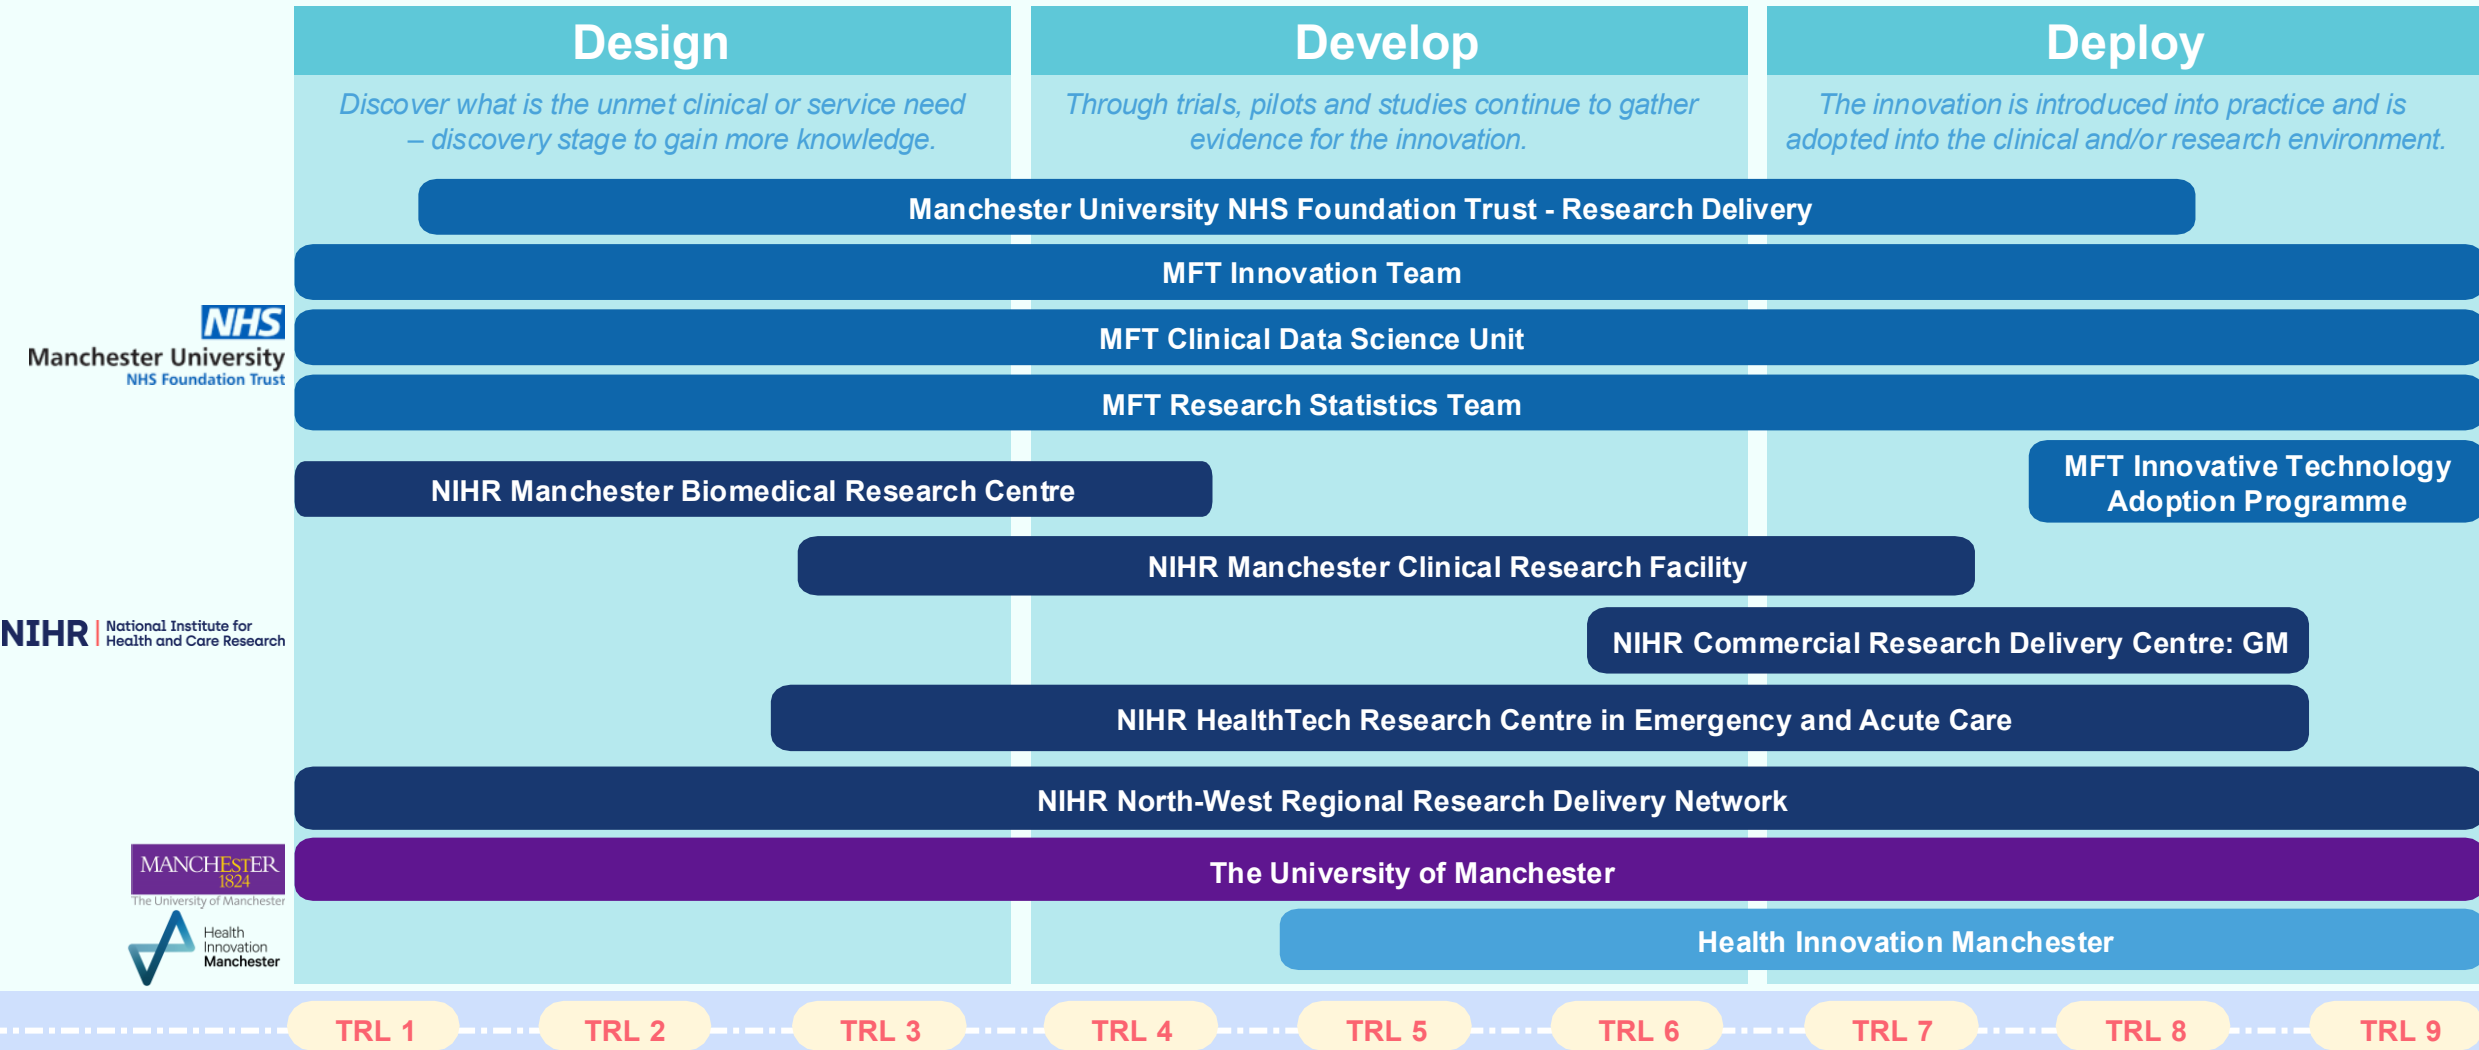 Design
Develop
Deploy
Discover what is the unmet clinical or service need
– discovery stage to gain more knowledge.
Through trials, pilots and studies continue to gather
evidence for the innovation.
The innovation is introduced into practice and is
adopted into the clinical and/or research environment.
Manchester University NHS Foundation Trust - Research Delivery
MFT Innovation Team
NHS
Manchester University
NHS Foundation Trust
MFT Clinical Data Science Unit
MFT Research Statistics Team
NIHR Manchester Biomedical Research Centre
MFT Innovative Technology
Adoption Programme
NIHR Manchester Clinical Research Facility
NIHR | National Institute for
Health and Care Research
NIHR Commercial Research Delivery Centre: GM
NIHR HealthTech Research Centre in Emergency and Acute Care
NIHR North-West Regional Research Delivery Network
MANCHESTER
1824
The University of Manchester
The University of Manchester
Health
Innovation
Manchester
Health Innovation Manchester
TRL 1
TRL 2
TRL 3
TRL 4
TRL 5
TRL 6
TRL 7
TRL 8
TRL 9